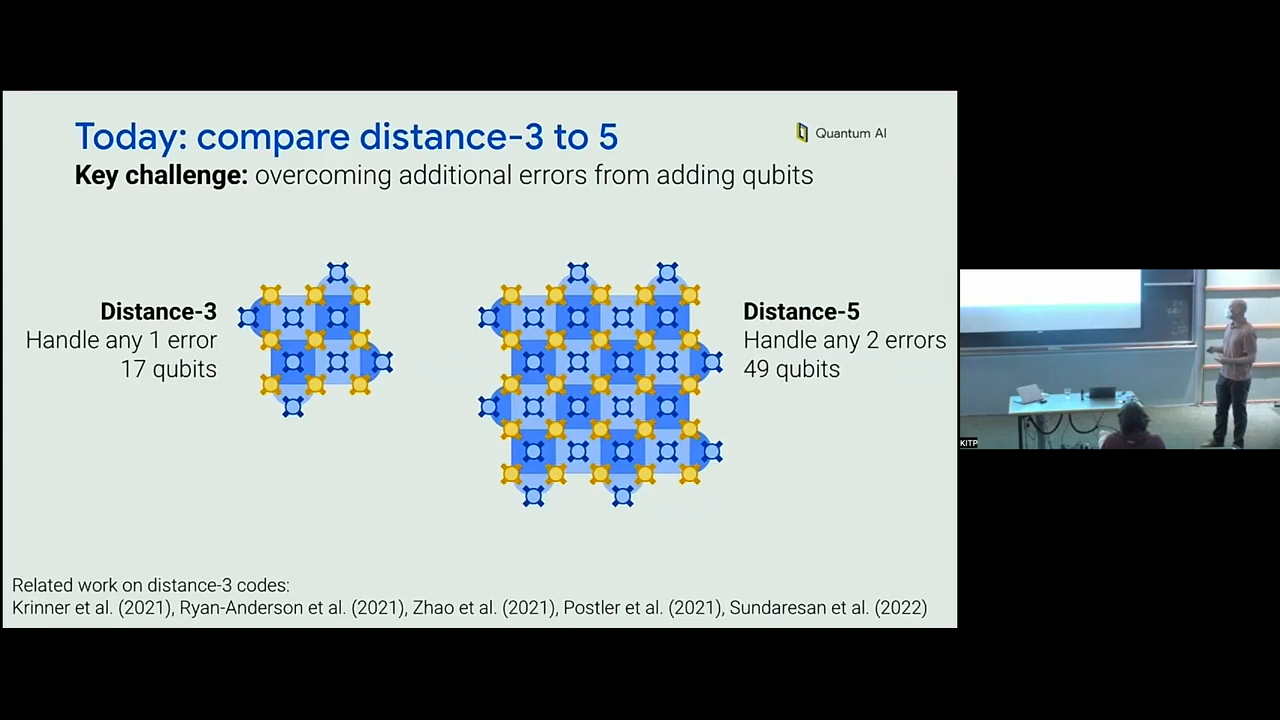 Today: compare distance-3 to 5
Quantum AI
Key challenge: overcoming additional errors from adding qubits
Distance-3
Handle any 1 error
17 qubits
Distance-5
Handle any 2 errors
49 qubits
KITP
Related work on distance-3 codes:
Krinner et al. (2021), Ryan-Anderson et al. (2021), Zhao et al. (2021), Postler et al. (2021), Sundaresan et al. (2022)